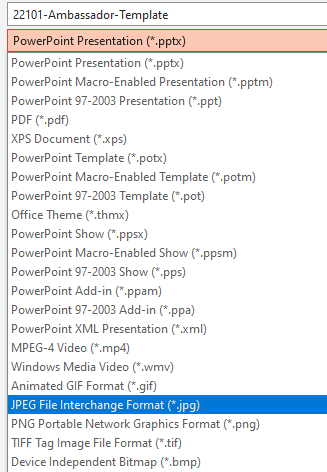 22101-Ambassador-Template
PowerPoint Presentation (*.pptx)
PowerPoint Presentation (*.pptx)
PowerPoint Macro-Enabled Presentation (*.pptm)
PowerPoint 97-2003 Presentation (*.ppt)
PDF (*.pdf)
XPS Document (*.xps)
PowerPoint Template (*.potx)
PowerPoint Macro-Enabled Template (*.potm)
PowerPoint 97-2003 Template (*.pot)
Office Theme (*.thmx)
PowerPoint Show (*.ppsx)
PowerPoint Macro-Enabled Show (*.ppsm)
PowerPoint 97-2003 Show (*.pps)
PowerPoint Add-in (*.ppam)
PowerPoint 97-2003 Add-in (*.ppa)
PowerPoint XML Presentation (*.xml)
MPEG-4 Video (*.mp4)
Windows Media Video (*.wmv)
Animated GIF Format (*.gif)
JPEG File Interchange Format (*.jpg)
PNG Portable Network Graphics Format (*.png)
TIFF Tag Image File Format (*.tif)
Device Independent Bitmap (*.bmp)